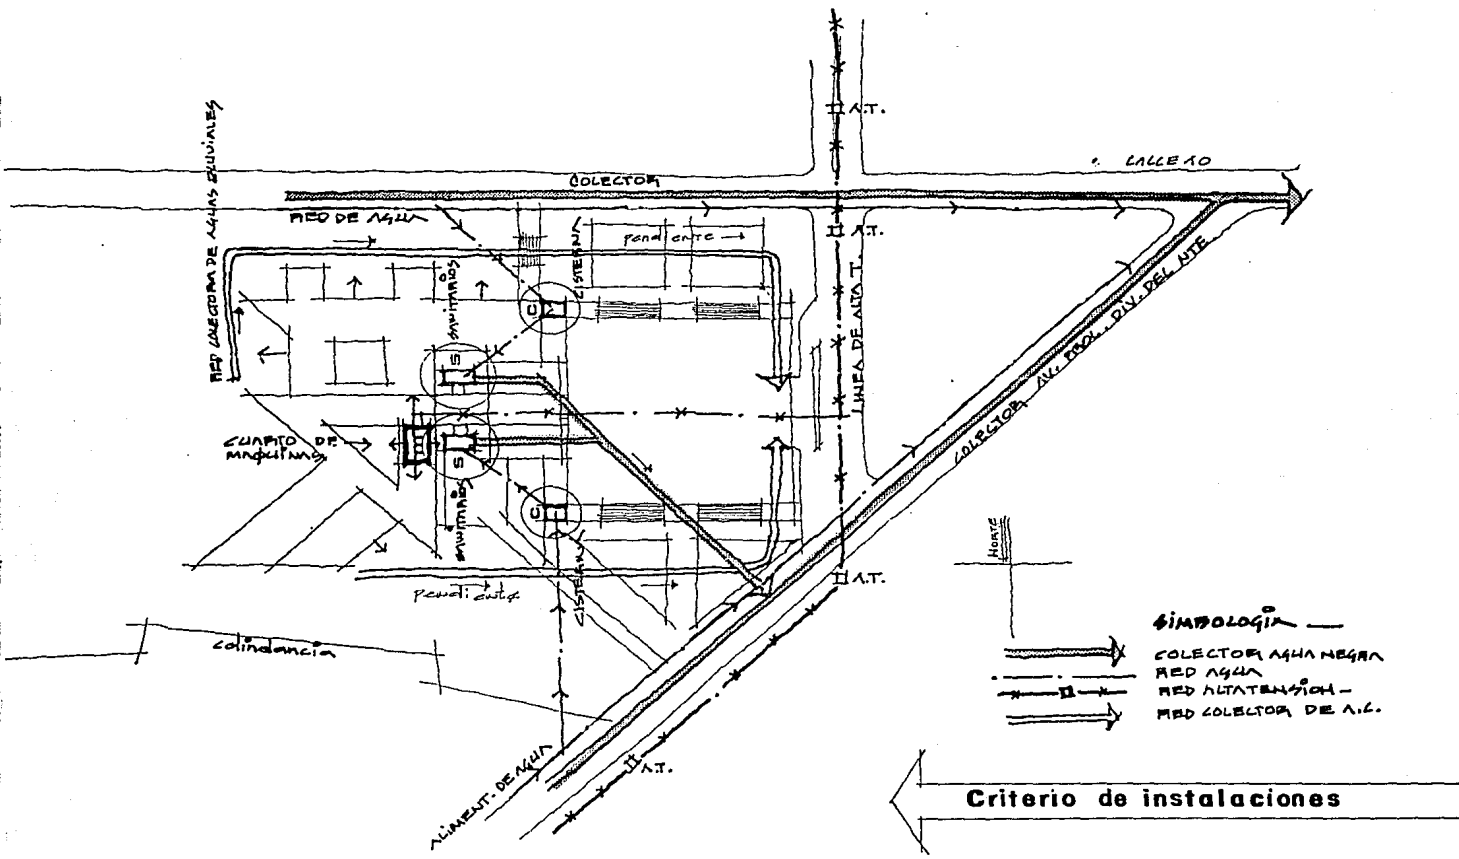 A.T.
CALLE 10
COLECTOR
RED DE AGUA
RED COLECTORA DE AGUAS PLUVIALES
A.T.
pendiente
CISTERNA
SANITARIOS
C
S
LINEA DE ALTA T.
COLECTOR AV. PROL. DIV. DEL NTE
CUARTO DE
MAQUINAS
S
SANITARIOS
C
CISTERNA
NORTE
A.T.
pendiente
colindancia
SIMBOLOGIA
COLECTOR AGUA NEGRA
RED AGUA
RED ALTA TENSION
RED COLECTOR DE A.C.
A.T.
ALIMENT. DE AGUA
Criterio de instalaciones